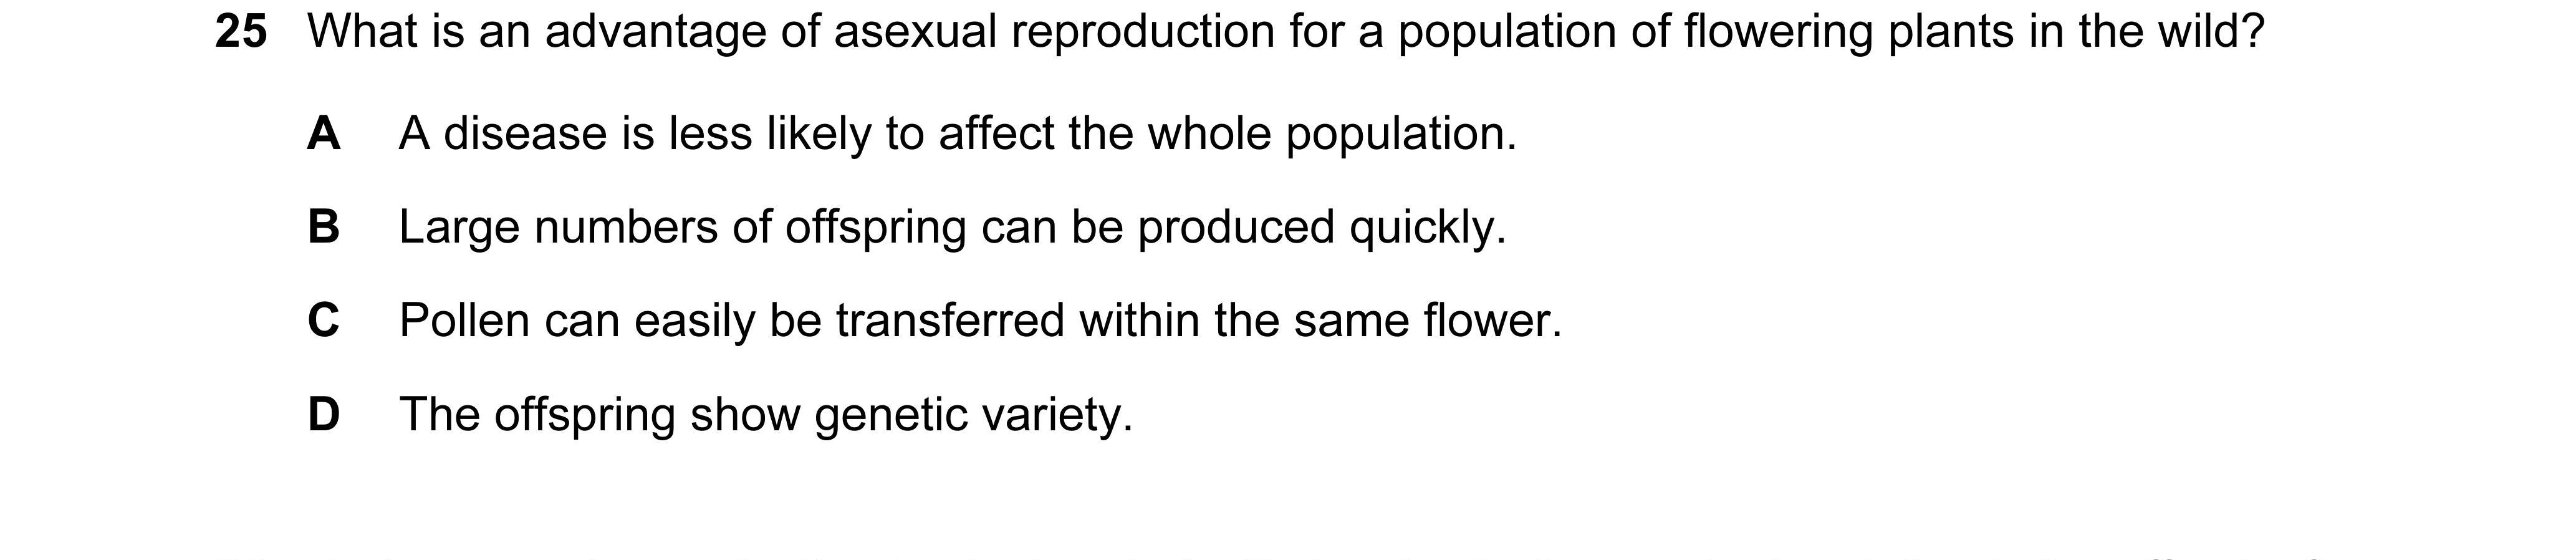 25 What is an advantage of asexual reproduction for a population of flowering plants in the wild?
A A disease is less likely to affect the whole population.
B Large numbers of offspring can be produced quickly.
C Pollen can easily be transferred within the same flower.
D The offspring show genetic variety.